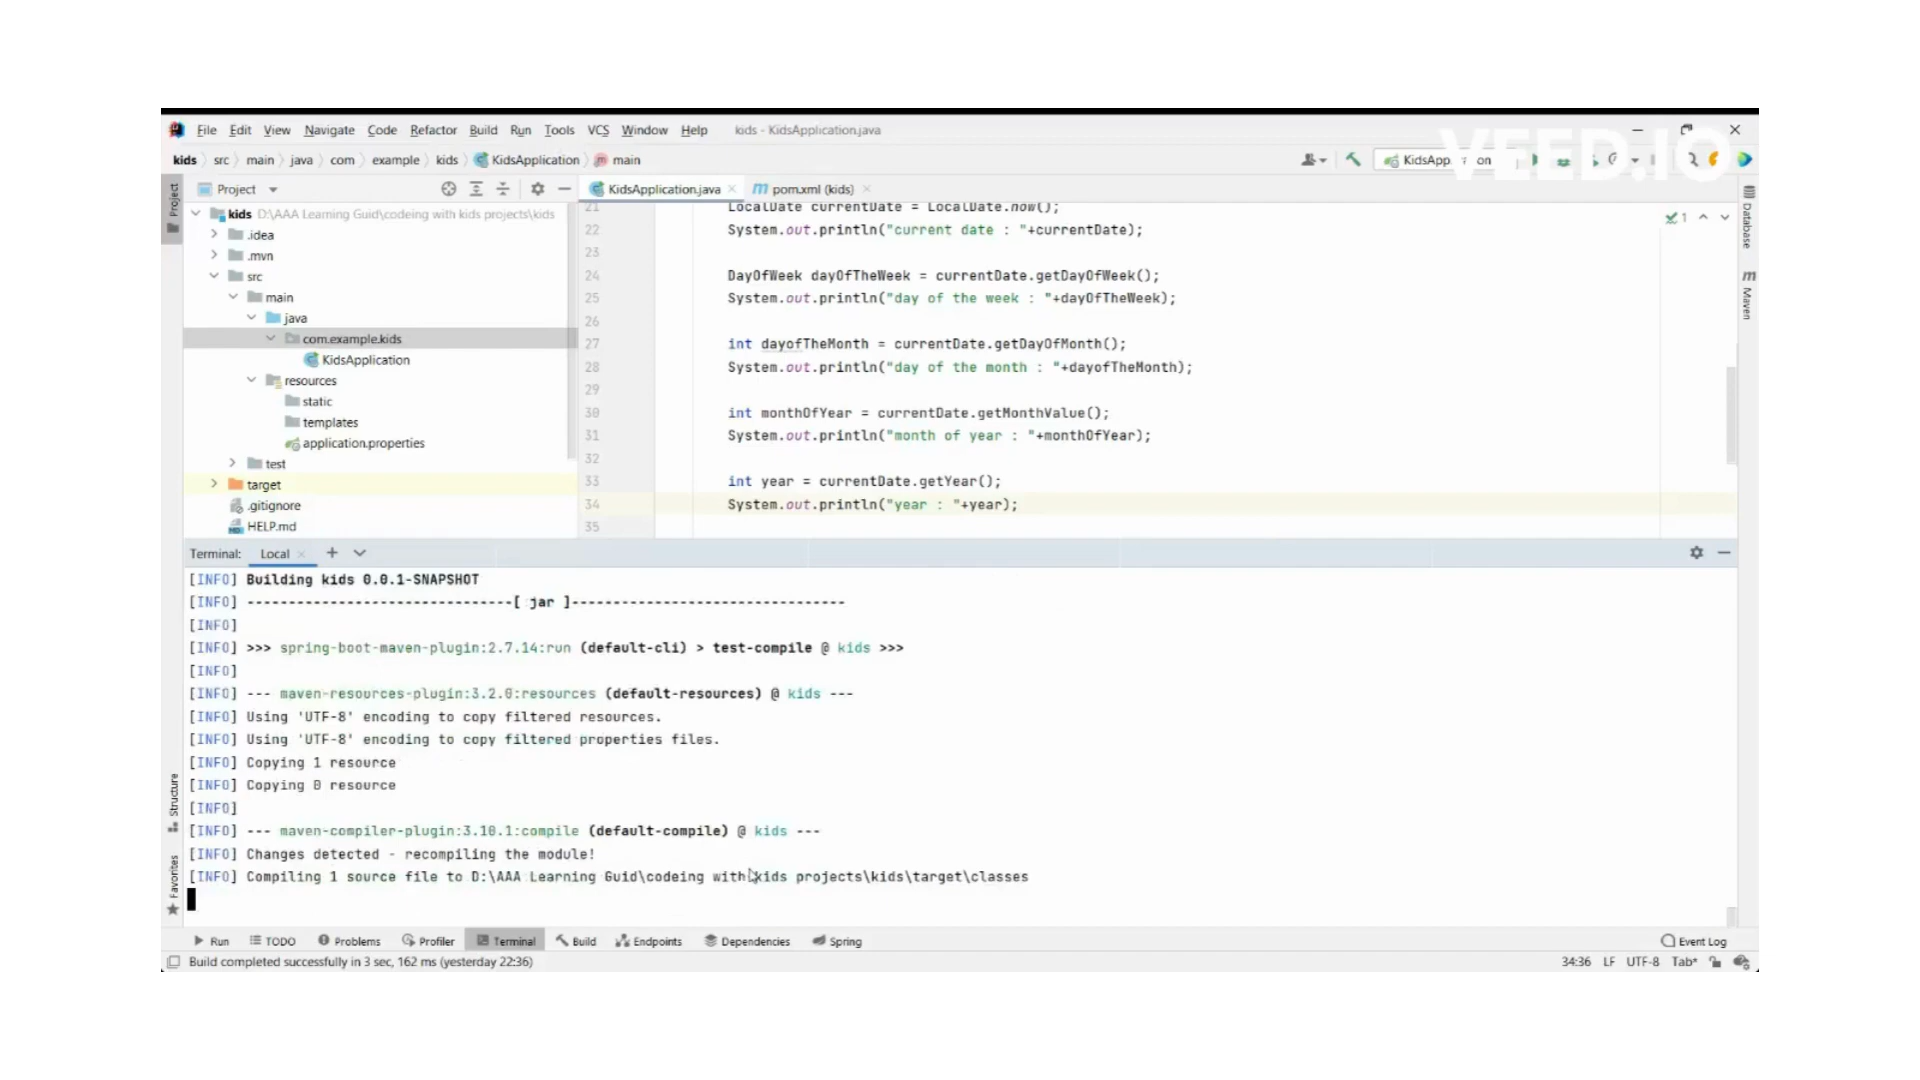 File Edit View Navigate Code Refactor Build Run Tools VCS Window Help kids - KidsApplication.java
VEED.IO
kids src main java com example kids KidsApplication main
KidsApp on
Project
Project
KidsApplication.java
pom.xml (kids)
kids D:\AAA Learning Guid\codeing with kids projects\kids
.idea
.mvn
src
main
java
com.example.kids
KidsApplication
resources
static
templates
application.properties
test
target
.gitignore
HELP.md
21 LocalDate currentDate = LocalDate.now();
22 System.out.println("current date : "+currentDate);
23
24 DayOfWeek dayOfTheWeek = currentDate.getDayOfWeek();
25 System.out.println("day of the week : "+dayOfTheWeek);
26
27 int dayofTheMonth = currentDate.getDayOfMonth();
28 System.out.println("day of the month : "+dayofTheMonth);
29
30 int monthOfYear = currentDate.getMonthValue();
31 System.out.println("month of year : "+monthOfYear);
32
33 int year = currentDate.getYear();
34 System.out.println("year : "+year);
35
1
Database
Maven
Terminal: Local
[INFO] Building kids 0.0.1-SNAPSHOT
[INFO] --------------------------------[ jar ]---------------------------------
[INFO]
[INFO] >>> spring-boot-maven-plugin:2.7.14:run (default-cli) > test-compile @ kids >>>
[INFO]
[INFO] --- maven-resources-plugin:3.2.0:resources (default-resources) @ kids ---
[INFO] Using 'UTF-8' encoding to copy filtered resources.
[INFO] Using 'UTF-8' encoding to copy filtered properties files.
[INFO] Copying 1 resource
[INFO] Copying 0 resource
[INFO]
[INFO] --- maven-compiler-plugin:3.10.1:compile (default-compile) @ kids ---
[INFO] Changes detected - recompiling the module!
[INFO] Compiling 1 source file to D:\AAA Learning Guid\codeing with kids projects\kids\target\classes
Structure
Favorites
Run TODO Problems Profiler Terminal Build Endpoints Dependencies Spring Event Log
Build completed successfully in 3 sec, 162 ms (yesterday 22:36) 34:36 LF UTF-8 Tab*